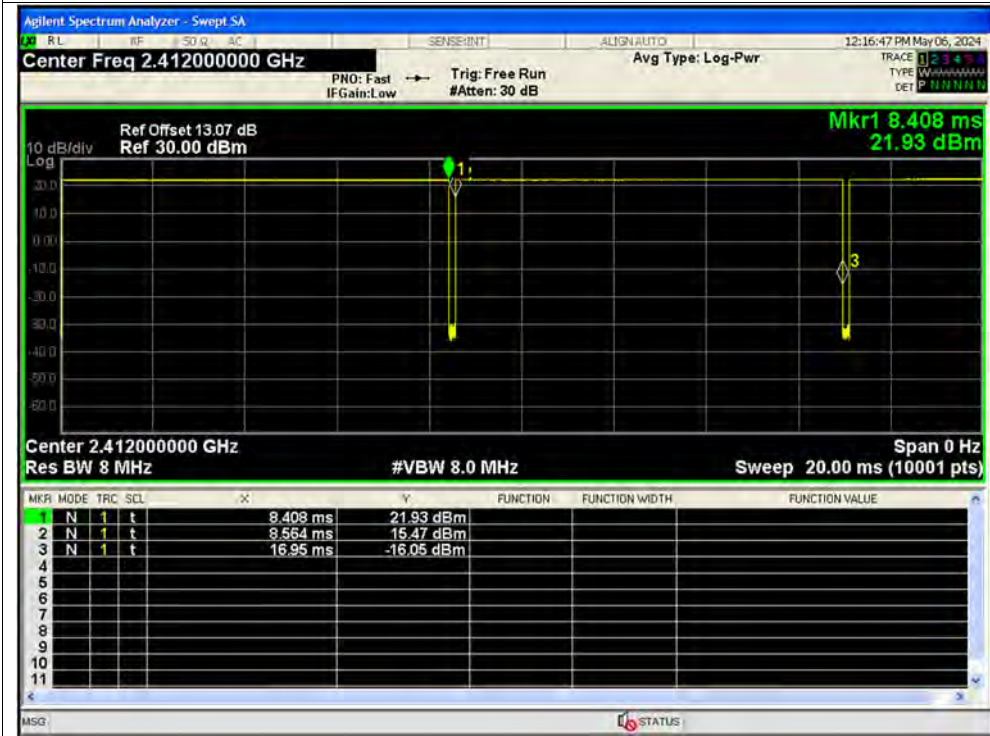 Agilent Spectrum Analyzer - Swept SA
RL RF 50 Ω AC SENSE:INT ALIGN AUTO 12:16:47 PM May 06, 2024
Center Freq 2.412000000 GHz
Avg Type: Log-Pwr
TRACE 1 2 3 4 5 6
PNO: Fast Trig: Free Run
TYPE W
IFGain:Low #Atten: 30 dB
DET P N N N N N
Mkr1 8.408 ms
21.93 dBm
Ref Offset 13.07 dB
10 dB/div Ref 30.00 dBm
Log
20.0
10.0
0.00
-10.0
-20.0
-30.0
-40.0
-50.0
-60.0
1
3
Center 2.412000000 GHz Span 0 Hz
Res BW 8 MHz #VBW 8.0 MHz Sweep 20.00 ms (10001 pts)
MKR MODE TRC SCL X Y FUNCTION FUNCTION WIDTH FUNCTION VALUE
1 N 1 t 8.408 ms 21.93 dBm
2 N 1 t 8.564 ms 15.47 dBm
3 N 1 t 16.95 ms -16.05 dBm
4
5
6
7
8
9
10
11
MSG STATUS